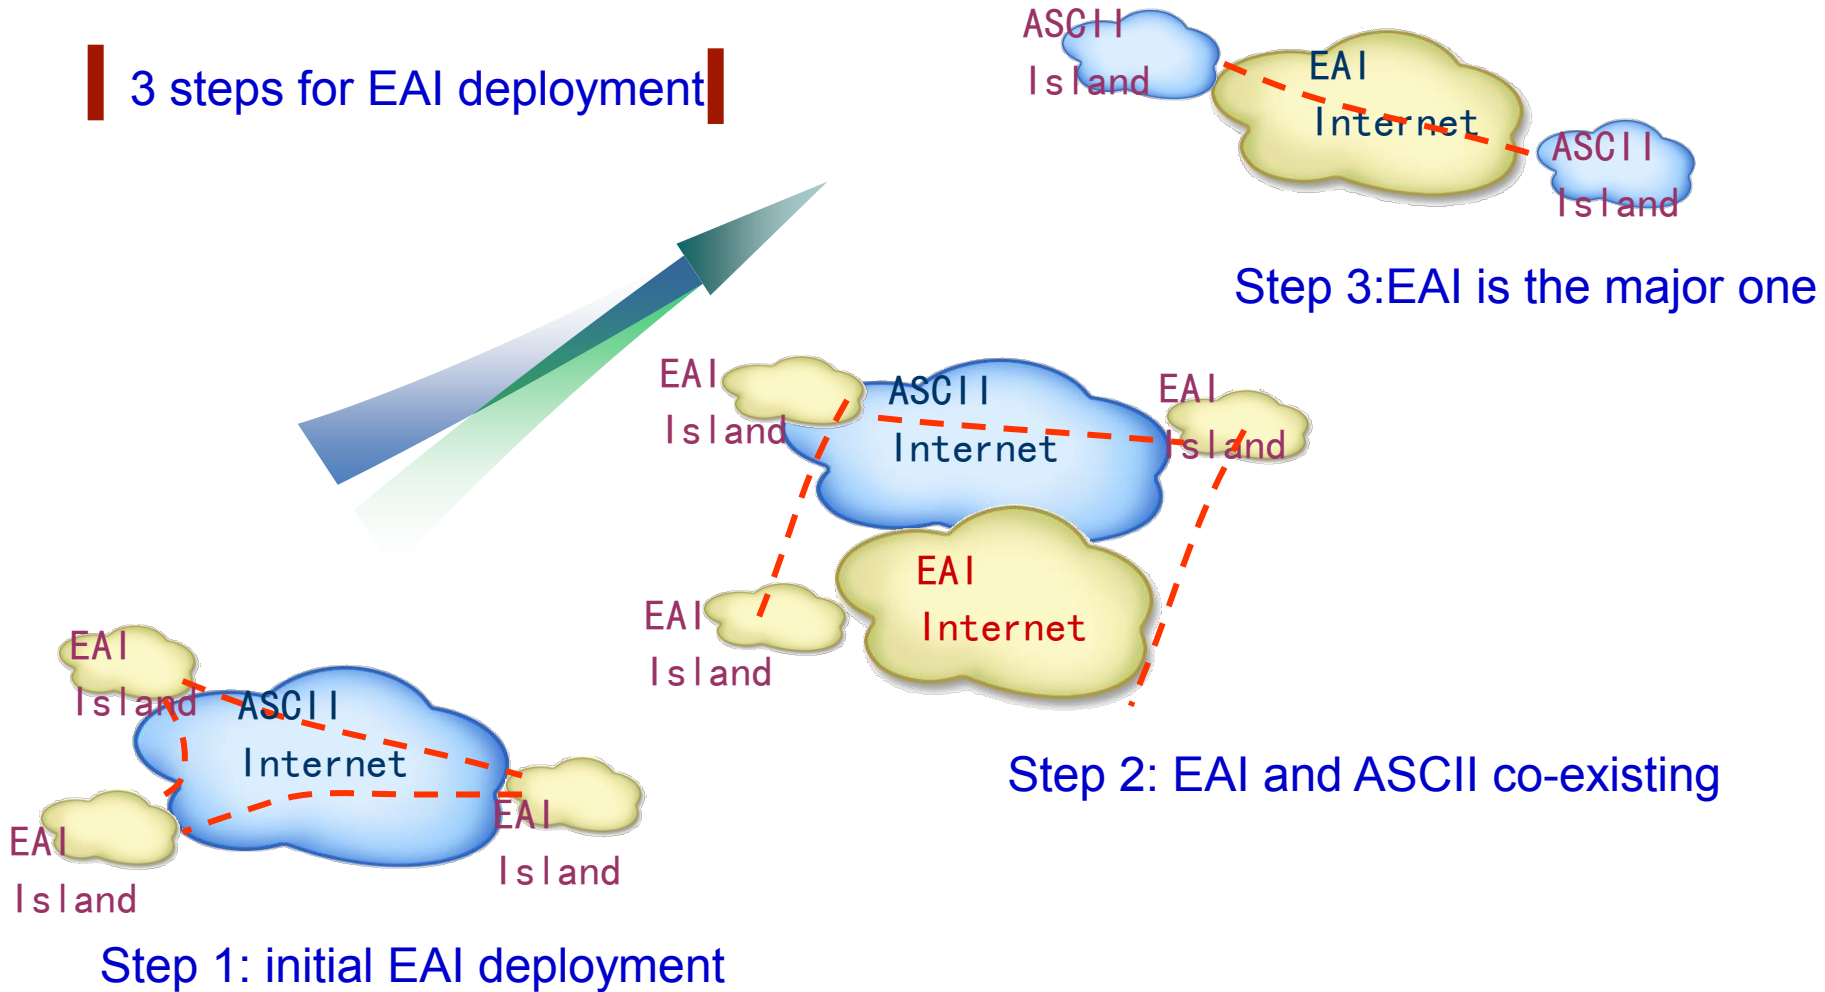 3 steps for EAI deployment
ASCII
Island
EAI
Internet
ASCII
Island
Step 3:EAI is the major one
EAI
Island
ASCII
Internet
EAI
Island
EAI
Internet
EAI
Island
Step 2: EAI and ASCII co-existing
EAI
Island
ASCII
Internet
EAI
Island
EAI
Island
Step 1: initial EAI deployment